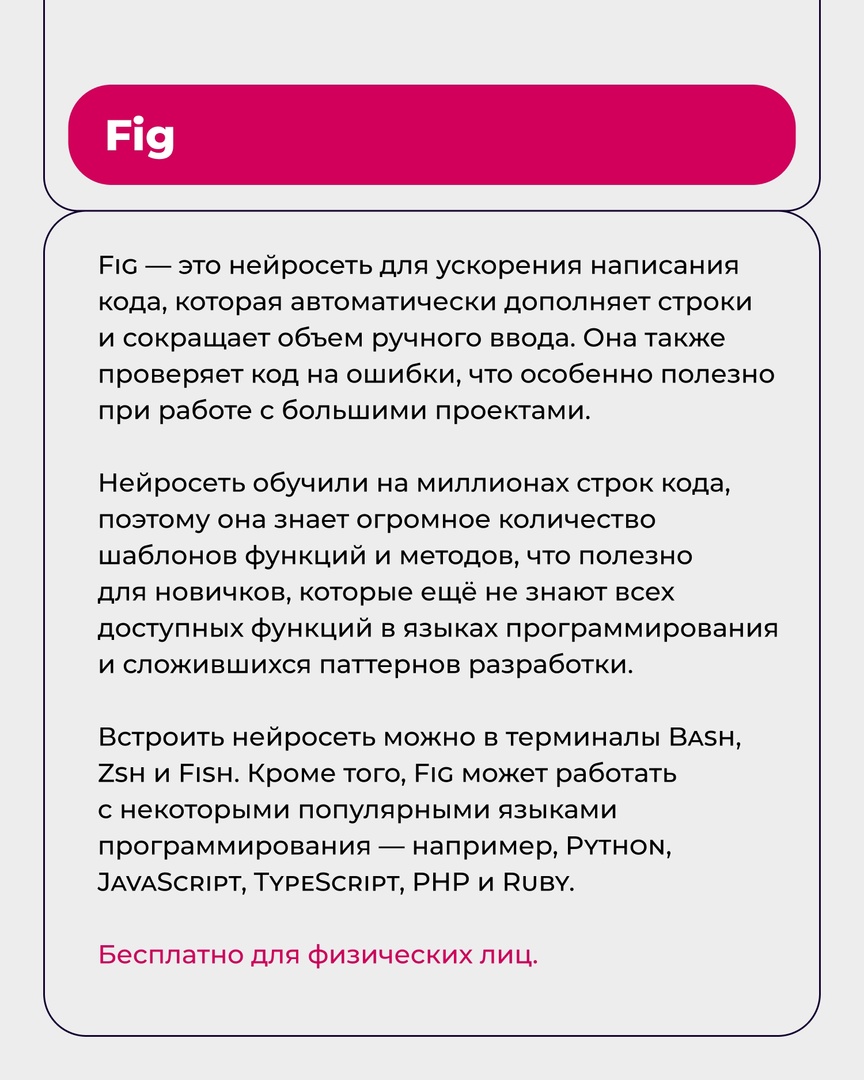 Fig
Fig — это нейросеть для ускорения написания
кода, которая автоматически дополняет строки
и сокращает объем ручного ввода. Она также
проверяет код на ошибки, что особенно полезно
при работе с большими проектами.
Нейросеть обучили на миллионах строк кода,
поэтому она знает огромное количество
шаблонов функций и методов, что полезно
для новичков, которые ещё не знают всех
доступных функций в языках программирования
и сложившихся паттернов разработки.
Встроить нейросеть можно в терминалы Bash,
Zsh и Fish. Кроме того, Fig может работать
с некоторыми популярными языками
программирования — например, Python,
JavaScript, TypeScript, PHP и Ruby.
Бесплатно для физических лиц.